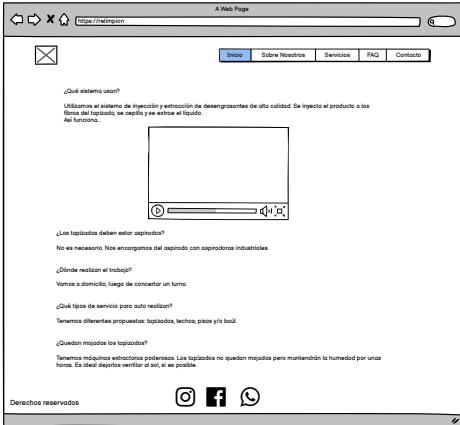 A Web Page
https://relimpion
Inicio Sobre Nosotros Servicios FAQ Contacto
¿Qué sistema usan?
Utilizamos el sistema de inyección y extracción de desengrasantes de alta calidad. Se inyecta el producto a las
fibras del tapizado, se cepilla y se extrae el líquido.
Así funciona...
¿Los tapizados deben estar aspirados?
No es necesario. Nos encargamos del aspirado con aspiradoras industriales.
¿Dónde realizan el trabajo?
Vamos a domicilio, luego de concertar un turno.
¿Qué tipos de servicio para auto realizan?
Tenemos diferentes propuestas: tapizados, techos, pisos y/o baúl.
¿Quedan mojados los tapizados?
Tenemos máquinas extractoras poderosas. Los tapizados no quedan mojados pero mantendrán la humedad por unas
horas. Es ideal dejarlos ventilar al sol, si es posible.
Derechos reservados